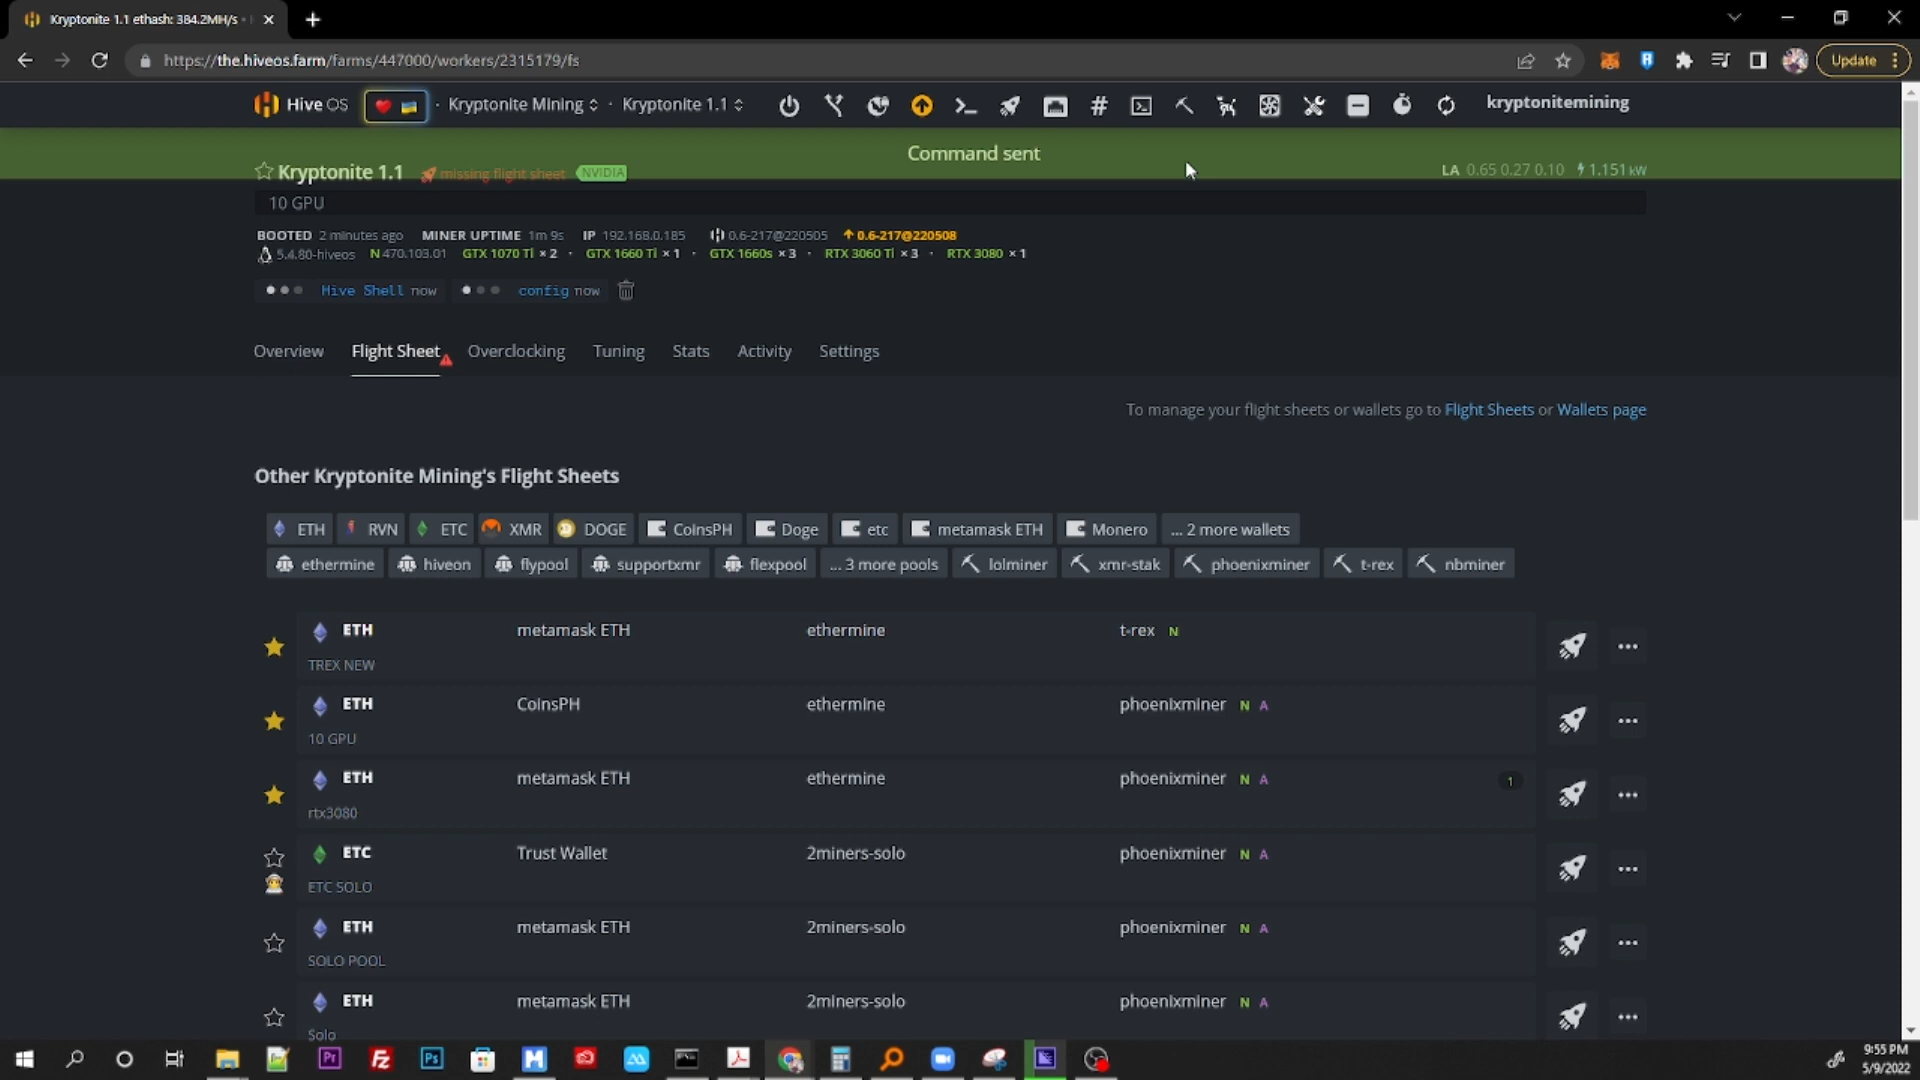 Kryptonite 1.1 ethash: 384.2MH/s
https://the.hiveos.farm/farms/447000/workers/2315179/fs
Update
Hive OS
· Kryptonite Mining · Kryptonite 1.1
kryptonitemining
Command sent
Kryptonite 1.1 missing flight sheet NVIDIA
LA 0.65 0.27 0.10 1.151 kW
10 GPU
BOOTED 2 minutes ago MINER UPTIME 1m 9s IP 192.168.0.185 0.6-217@220505 0.6-217@220508
5.4.80-hiveos N 470.103.01 GTX 1070 Ti × 2 · GTX 1660 Ti × 1 · GTX 1660s × 3 · RTX 3060 Ti × 3 · RTX 3080 × 1
Hive Shell now config now
Overview Flight Sheet Overclocking Tuning Stats Activity Settings
To manage your flight sheets or wallets go to Flight Sheets or Wallets page
Other Kryptonite Mining's Flight Sheets
ETH RVN ETC XMR DOGE CoinsPH Doge etc metamask ETH Monero ... 2 more wallets
ethermine hiveon flypool supportxmr flexpool ... 3 more pools lolminer xmr-stak phoenixminer t-rex nbminer
ETH metamask ETH ethermine t-rex N
TREX NEW
ETH CoinsPH ethermine phoenixminer N A
10 GPU
ETH metamask ETH ethermine phoenixminer N A 1
rtx3080
ETC Trust Wallet 2miners-solo phoenixminer N A
ETC SOLO
ETH metamask ETH 2miners-solo phoenixminer N A
SOLO POOL
ETH metamask ETH 2miners-solo phoenixminer N A
Solo
9:55 PM
5/9/2022